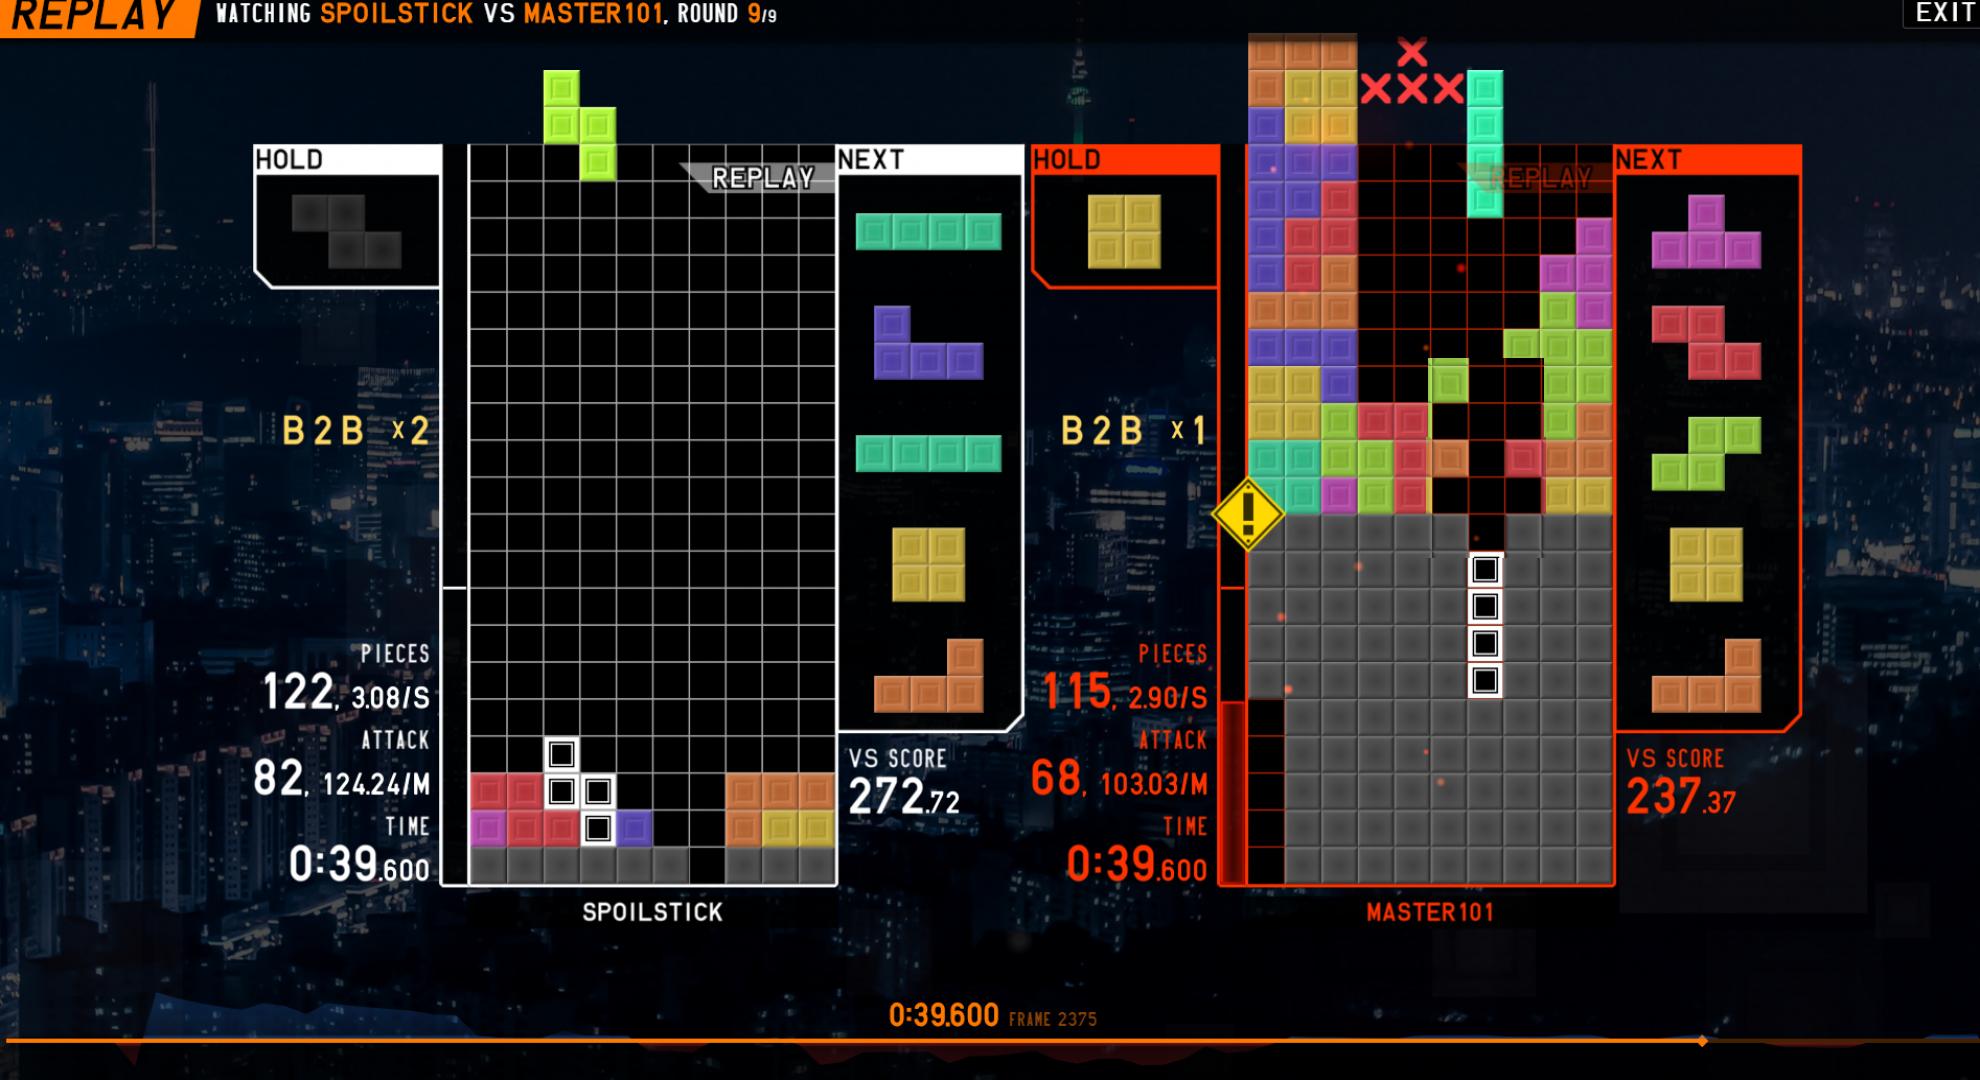 REPLAY WATCHING SPOILSTICK VS MASTER101, ROUND 9/9 EXIT
HOLD
REPLAY
NEXT
B2B ×2
PIECES
122, 3.08/S
ATTACK
82, 124.24/M
TIME
0:39.600
VS SCORE
272.72
SPOILSTICK
HOLD
REPLAY
NEXT
B2B ×1
!
PIECES
115, 2.90/S
ATTACK
68, 103.03/M
TIME
0:39.600
VS SCORE
237.37
MASTER101
0:39.600 FRAME 2375